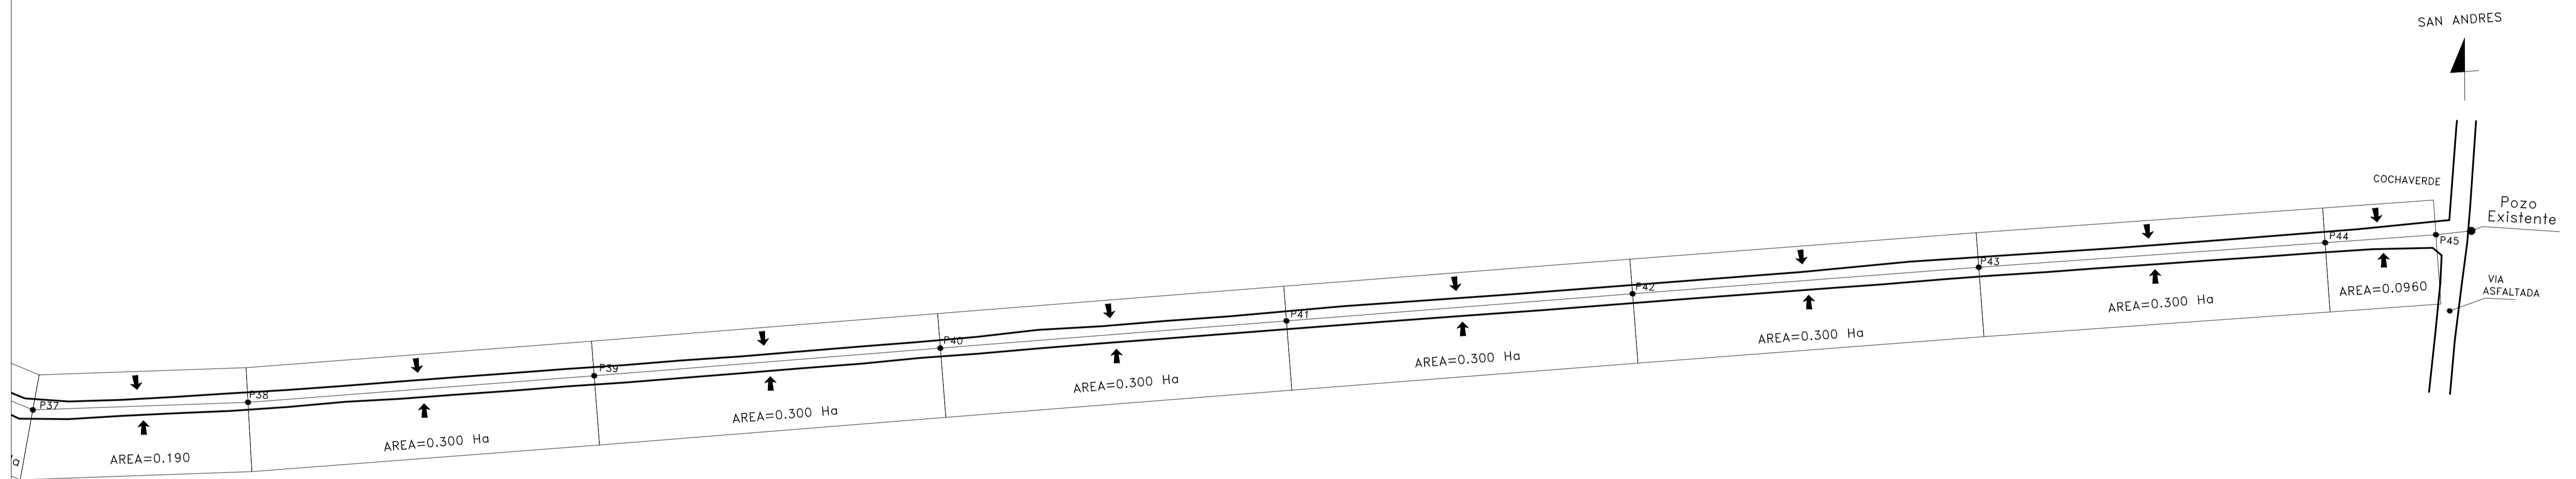 SAN ANDRES
COCHAVERDE
Pozo
Existente
P45
P44
VIA
ASFALTADA
AREA=0.0960
P43
AREA=0.300 Ha
P42
AREA=0.300 Ha
P41
AREA=0.300 Ha
P40
AREA=0.300 Ha
P39
AREA=0.300 Ha
P38
AREA=0.300 Ha
P37
AREA=0.190